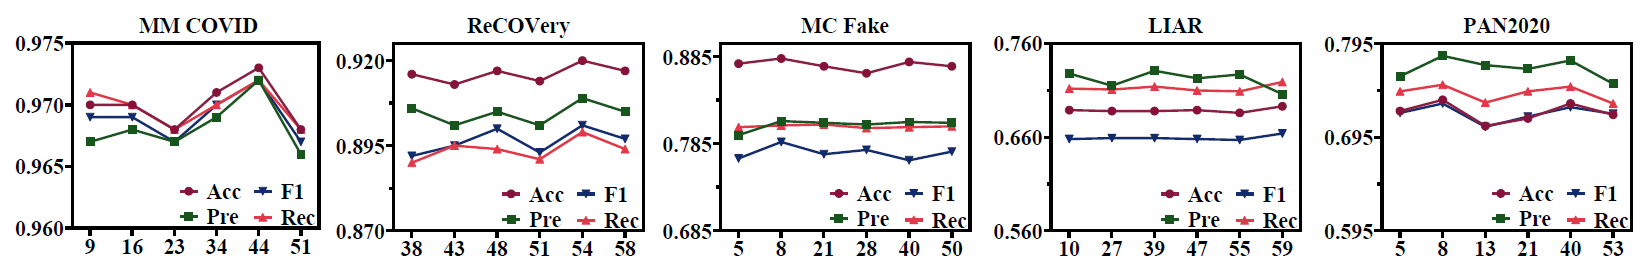 MM COVID
0.975
0.970
0.965
0.960
Acc F1
Pre Rec
9 16 23 34 44 51
ReCOVery
0.920
0.895
0.870
Acc F1
Pre Rec
38 43 48 51 54 58
MC Fake
0.885
0.785
0.685
Acc F1
Pre Rec
5 8 21 28 40 50
LIAR
0.760
0.660
0.560
Acc F1
Pre Rec
10 27 39 47 55 59
PAN2020
0.795
0.695
0.595
Acc F1
Pre Rec
5 8 13 21 40 53